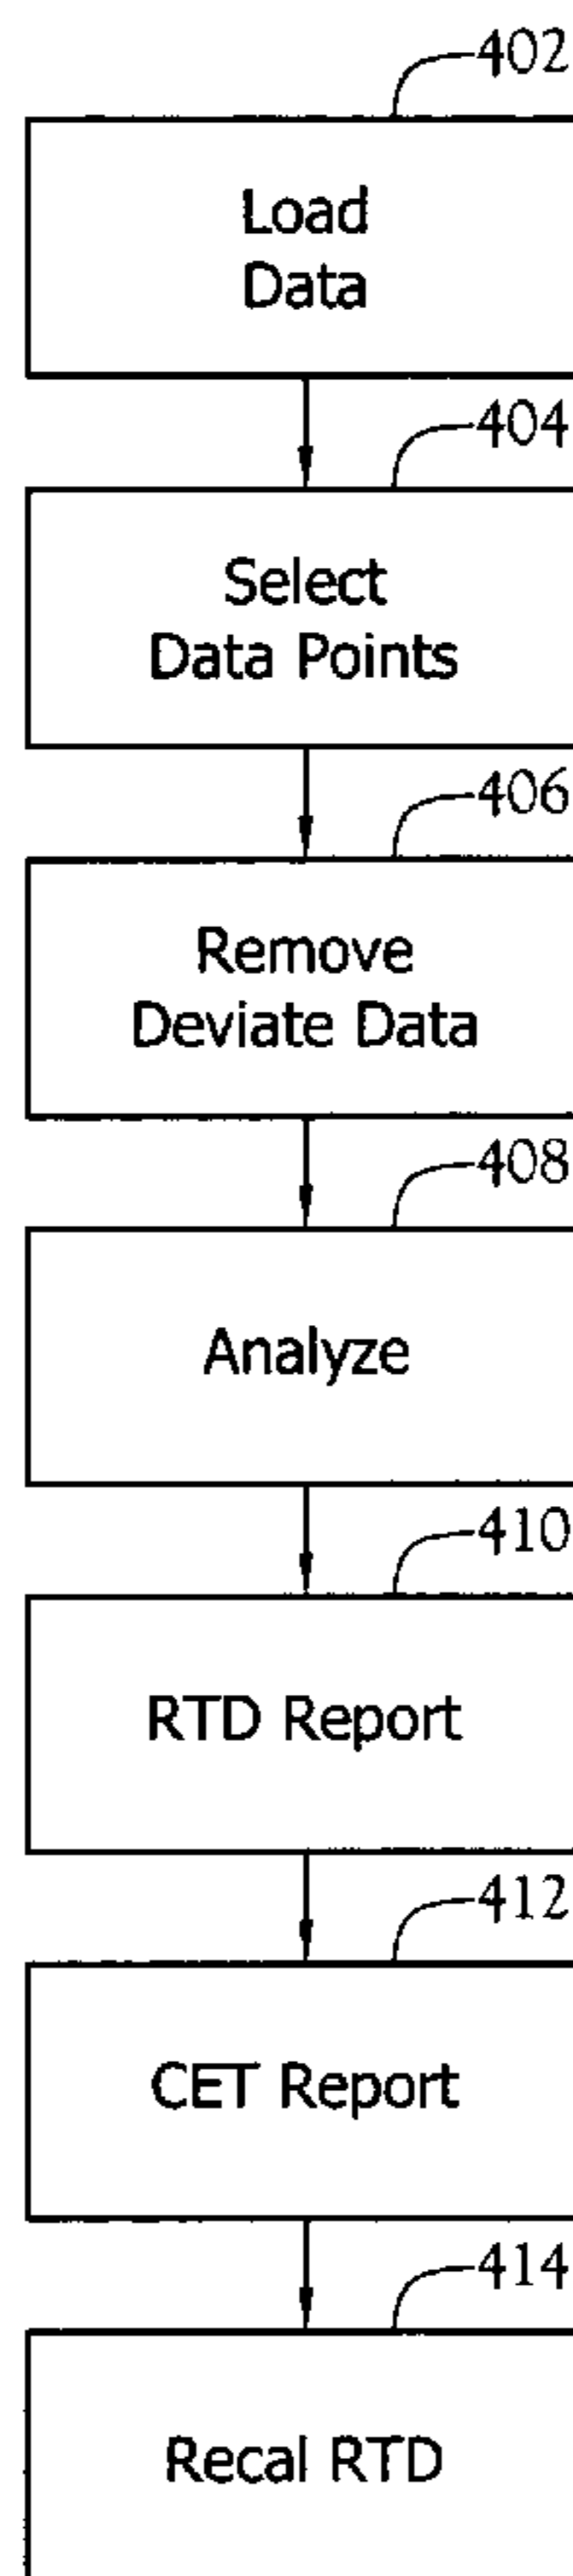 402
Load
Data
404
Select
Data Points
406
Remove
Deviate Data
408
Analyze
410
RTD Report
412
CET Report
414
Recal RTD